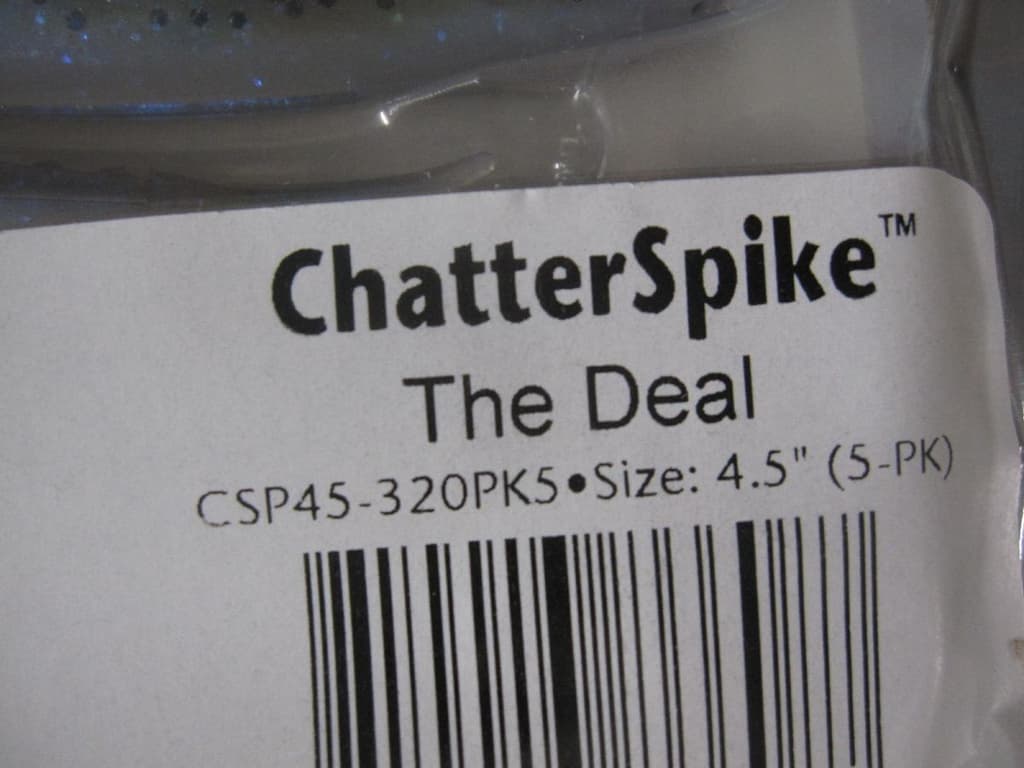 ChatterSpike™
The Deal
CSP45-320PK5•Size: 4.5" (5-PK)